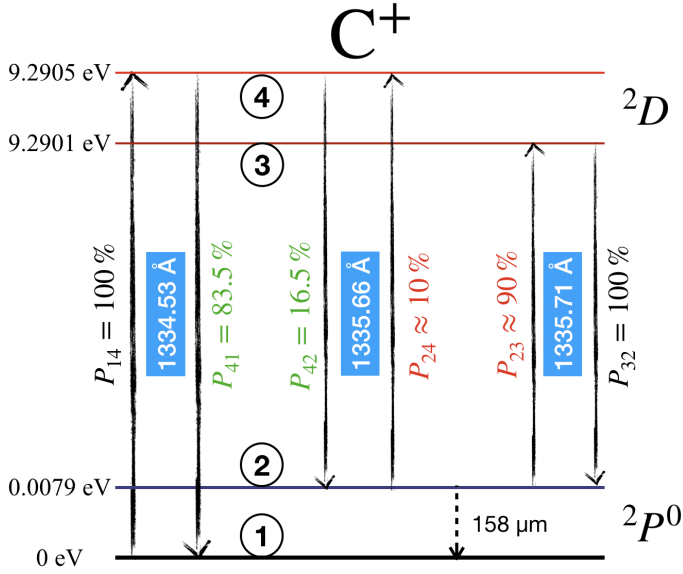 C⁺
9.2905 eV
④
²D
9.2901 eV
③
P₁₄ = 100 %
1334.53 Å
P₄₁ = 83.5 %
P₄₂ = 16.5 %
1335.66 Å
P₂₄ ≈ 10 %
P₂₃ ≈ 90 %
1335.71 Å
P₃₂ = 100 %
②
0.0079 eV
²P⁰
①
158 μm
0 eV